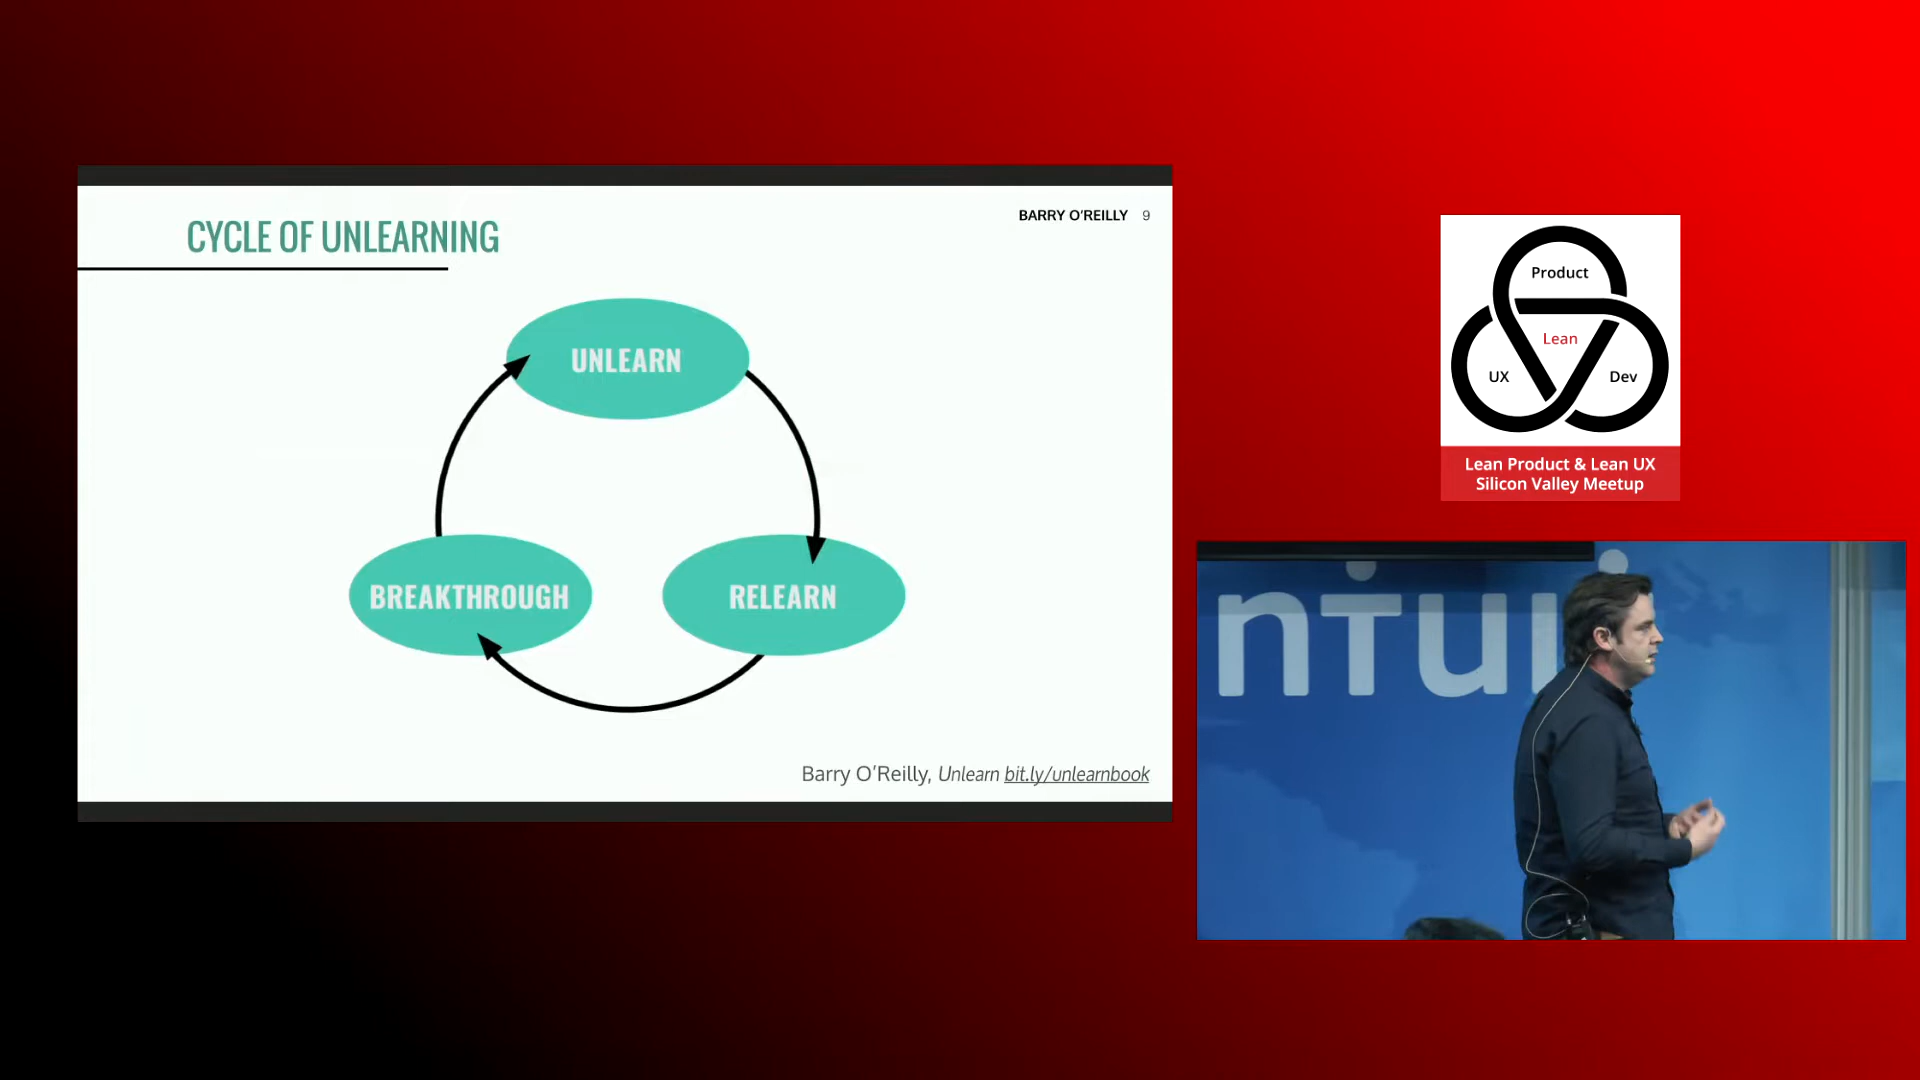 CYCLE OF UNLEARNING
BARRY O'REILLY 9
UNLEARN
BREAKTHROUGH
RELEARN
Barry O'Reilly, Unlearn bit.ly/unlearnbook
Product
Lean
UX
Dev
Lean Product & Lean UX
Silicon Valley Meetup
ntui